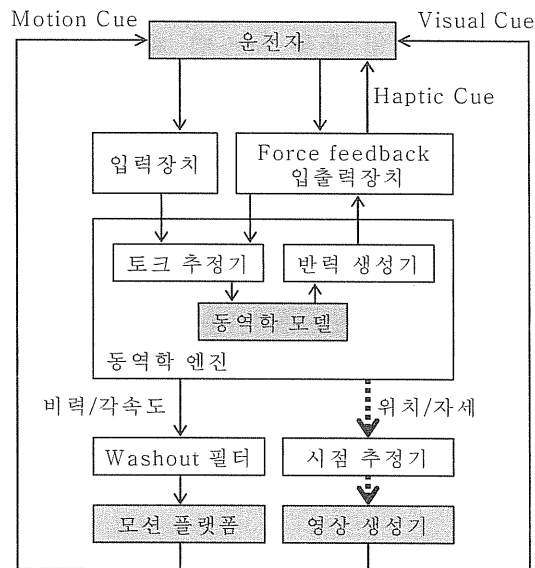 Motion Cue
Visual Cue
운전자
Haptic Cue
입력장치
Force feedback
입출력장치
토크 추정기
반력 생성기
동역학 모델
동역학 엔진
비력/각속도
위치/자세
Washout 필터
시점 추정기
모션 플랫폼
영상 생성기